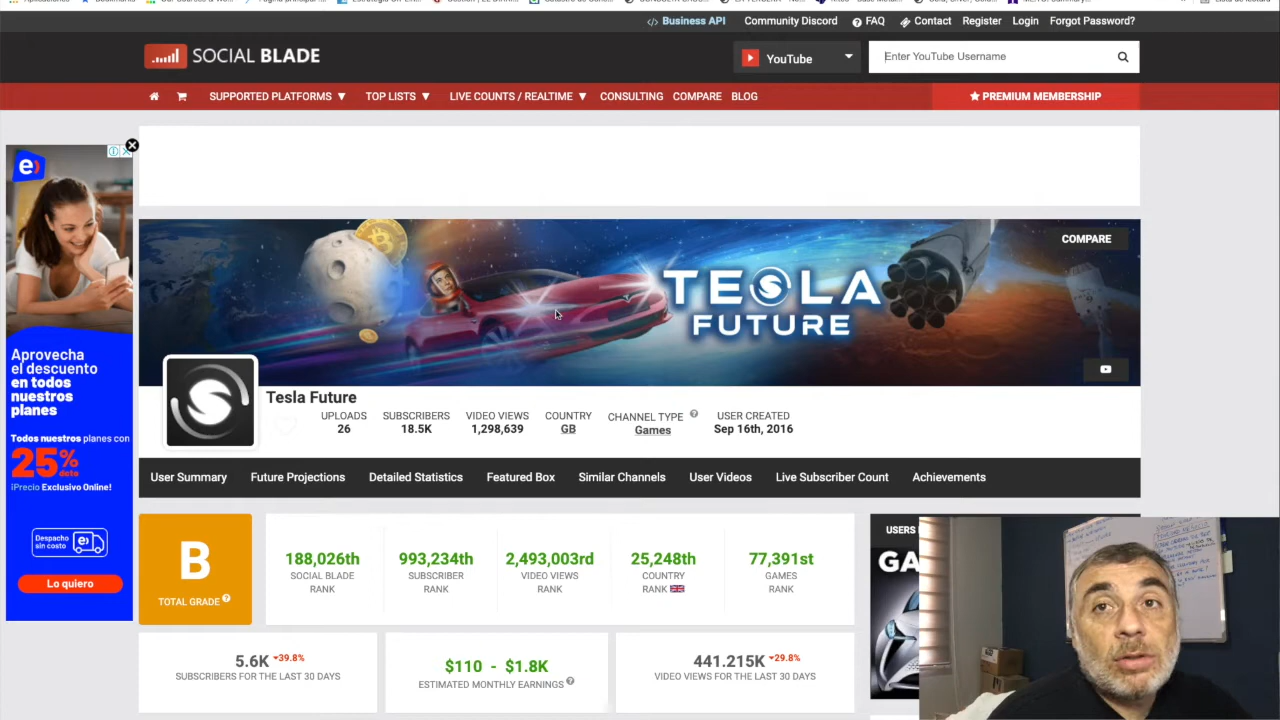 Business API Community Discord FAQ Contact Register Login Forgot Password?
SOCIAL BLADE
YouTube
Enter YouTube Username
SUPPORTED PLATFORMS TOP LISTS LIVE COUNTS / REALTIME CONSULTING COMPARE BLOG
PREMIUM MEMBERSHIP
COMPARE
TESLA
FUTURE
Tesla Future
UPLOADS SUBSCRIBERS VIDEO VIEWS COUNTRY CHANNEL TYPE USER CREATED
26 18.5K 1,298,639 GB Games Sep 16th, 2016
User Summary Future Projections Detailed Statistics Featured Box Similar Channels User Videos Live Subscriber Count Achievements
B
TOTAL GRADE
188,026th 993,234th 2,493,003rd 25,248th 77,391st
SOCIAL BLADE SUBSCRIBER VIDEO VIEWS COUNTRY GAMES
RANK RANK RANK RANK RANK
5.6K 39.8%
SUBSCRIBERS FOR THE LAST 30 DAYS
$110 - $1.8K
ESTIMATED MONTHLY EARNINGS
441.215K -29.8%
VIDEO VIEWS FOR THE LAST 30 DAYS
USERS
GA
e)
Aprovecha
el descuento
en todos
nuestros
planes
Todos nuestros planes con
25% dcto
¡Precio Exclusivo Online!
Despacho
sin costo
Lo quiero